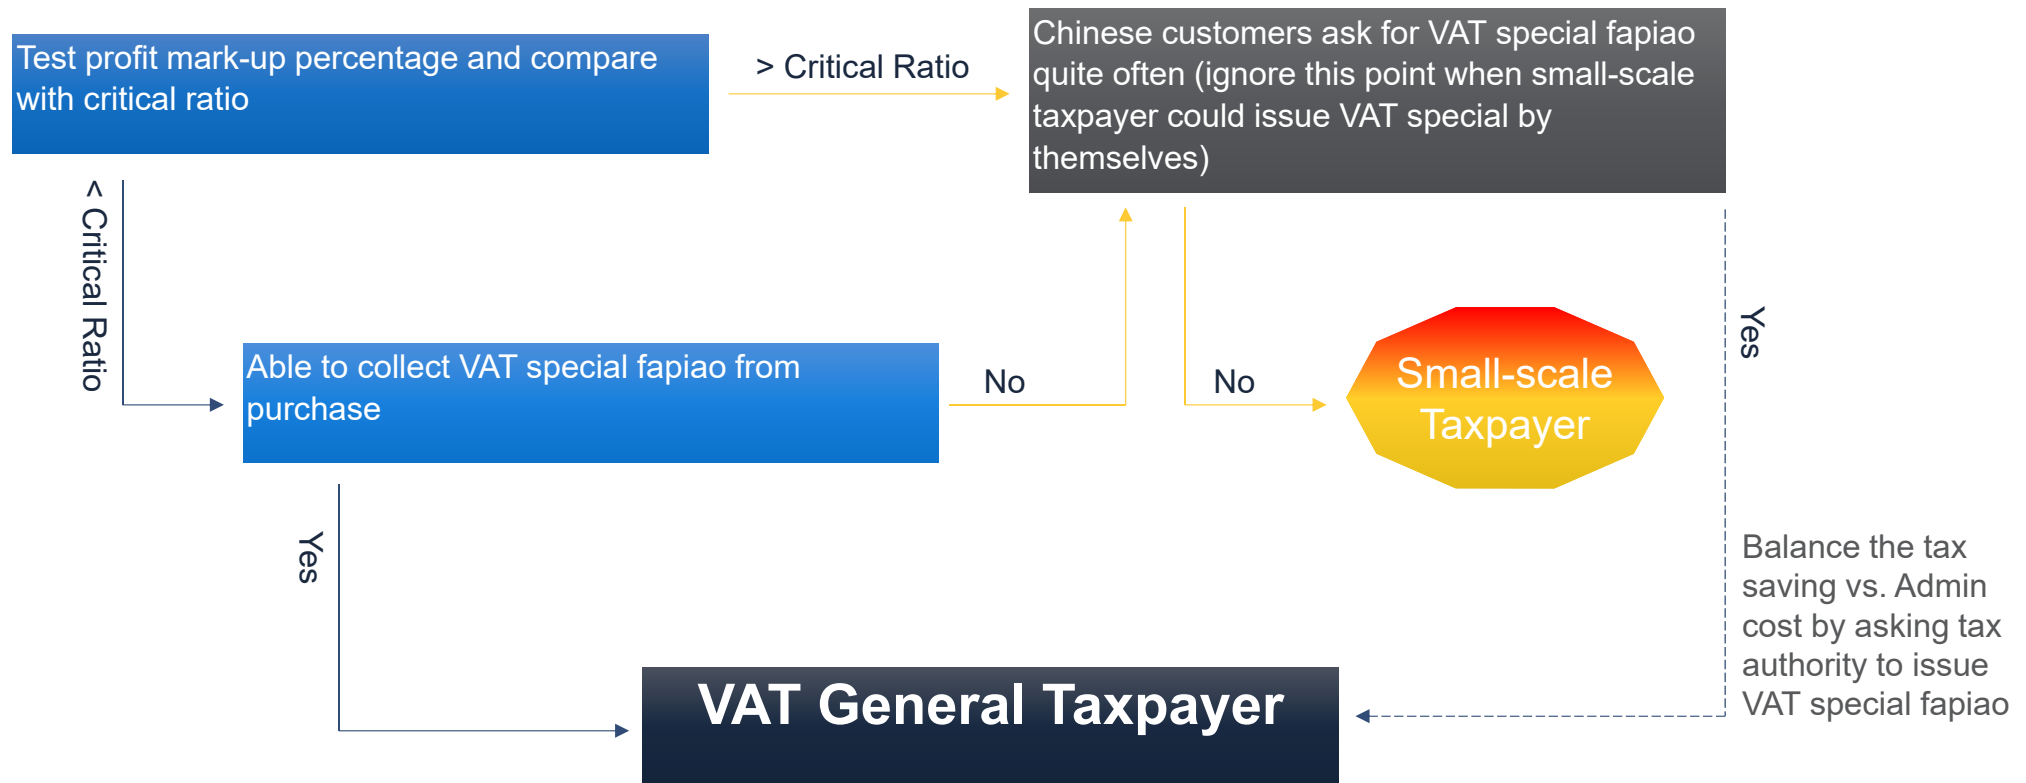 Test profit mark-up percentage and compare
with critical ratio
> Critical Ratio
Chinese customers ask for VAT special fapiao
quite often (ignore this point when small-scale
taxpayer could issue VAT special by
themselves)
< Critical Ratio
Able to collect VAT special fapiao from
purchase
No
No
Small-scale
Taxpayer
Yes
Yes
Balance the tax
saving vs. Admin
cost by asking tax
authority to issue
VAT special fapiao
VAT General Taxpayer